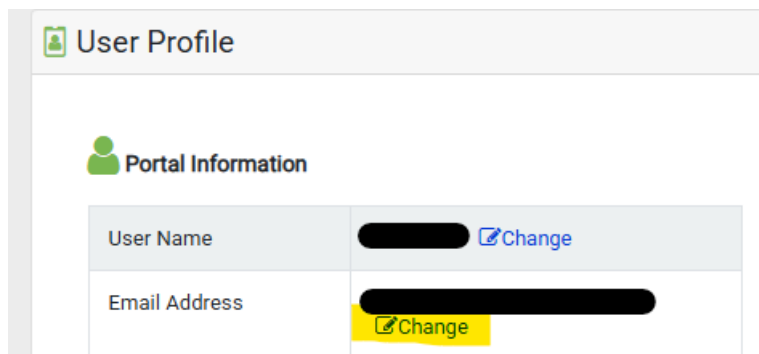 User Profile
Portal Information
User Name Change
Email Address
Change